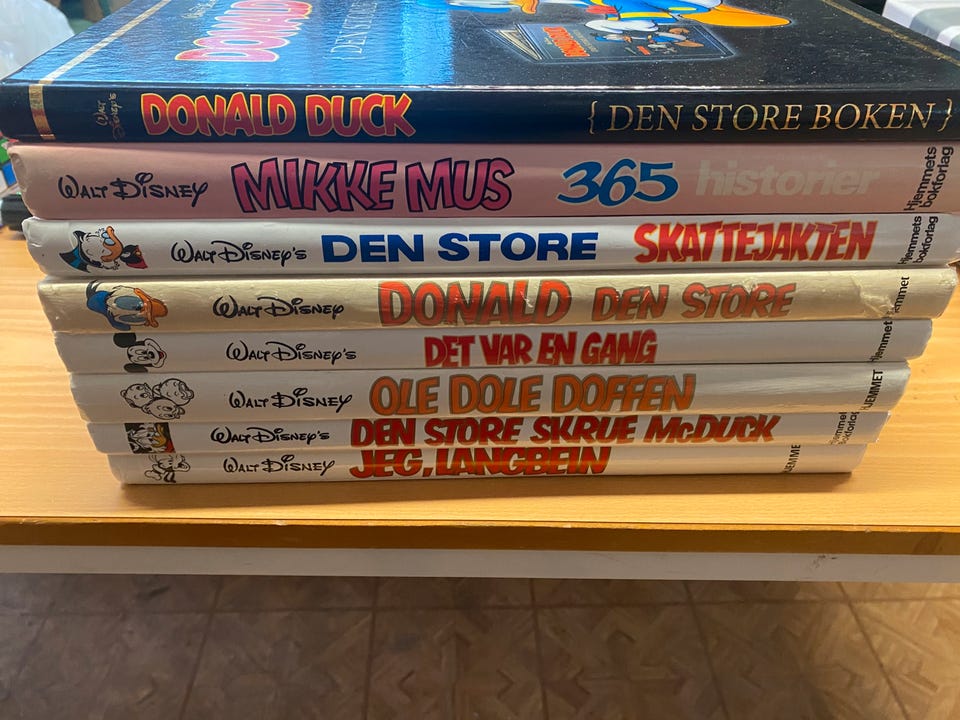 DONALD
Walt Disney's DONALD DUCK { DEN STORE BOKEN }
WALT DISNEY MIKKE MUS 365 historier Hjemmets bokforlag
WALT DISNEY'S DEN STORE SKATTEJAKTEN Hjemmets bokforlag
WALT DISNEY DONALD DEN STORE
WALT DISNEY'S DET VAR EN GANG Hjemmet
WALT DISNEY OLE DOLE DOFFEN HJEMMET
WALT DISNEY'S DEN STORE SKRUE McDUCK Hjemmets Bokforlag
WALT DISNEY JEG, LANGBEIN